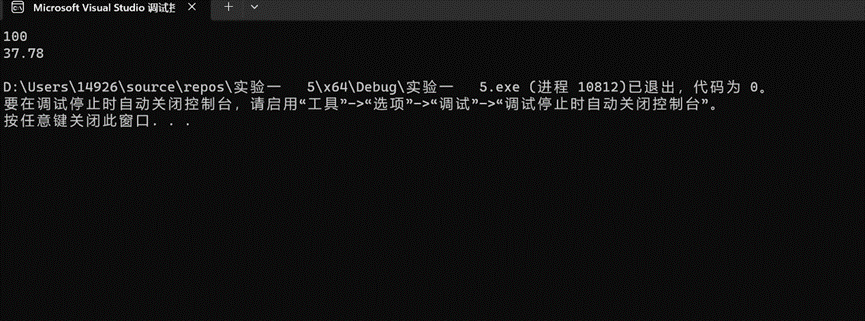 Microsoft Visual Studio 调试控
100
37.78
D:\Users\14926\source\repos\实验一   5\x64\Debug\实验一   5.exe (进程 10812)已退出，代码为 0。
要在调试停止时自动关闭控制台，请启用“工具”->“选项”->“调试”->“调试停止时自动关闭控制台”。
按任意键关闭此窗口. . .